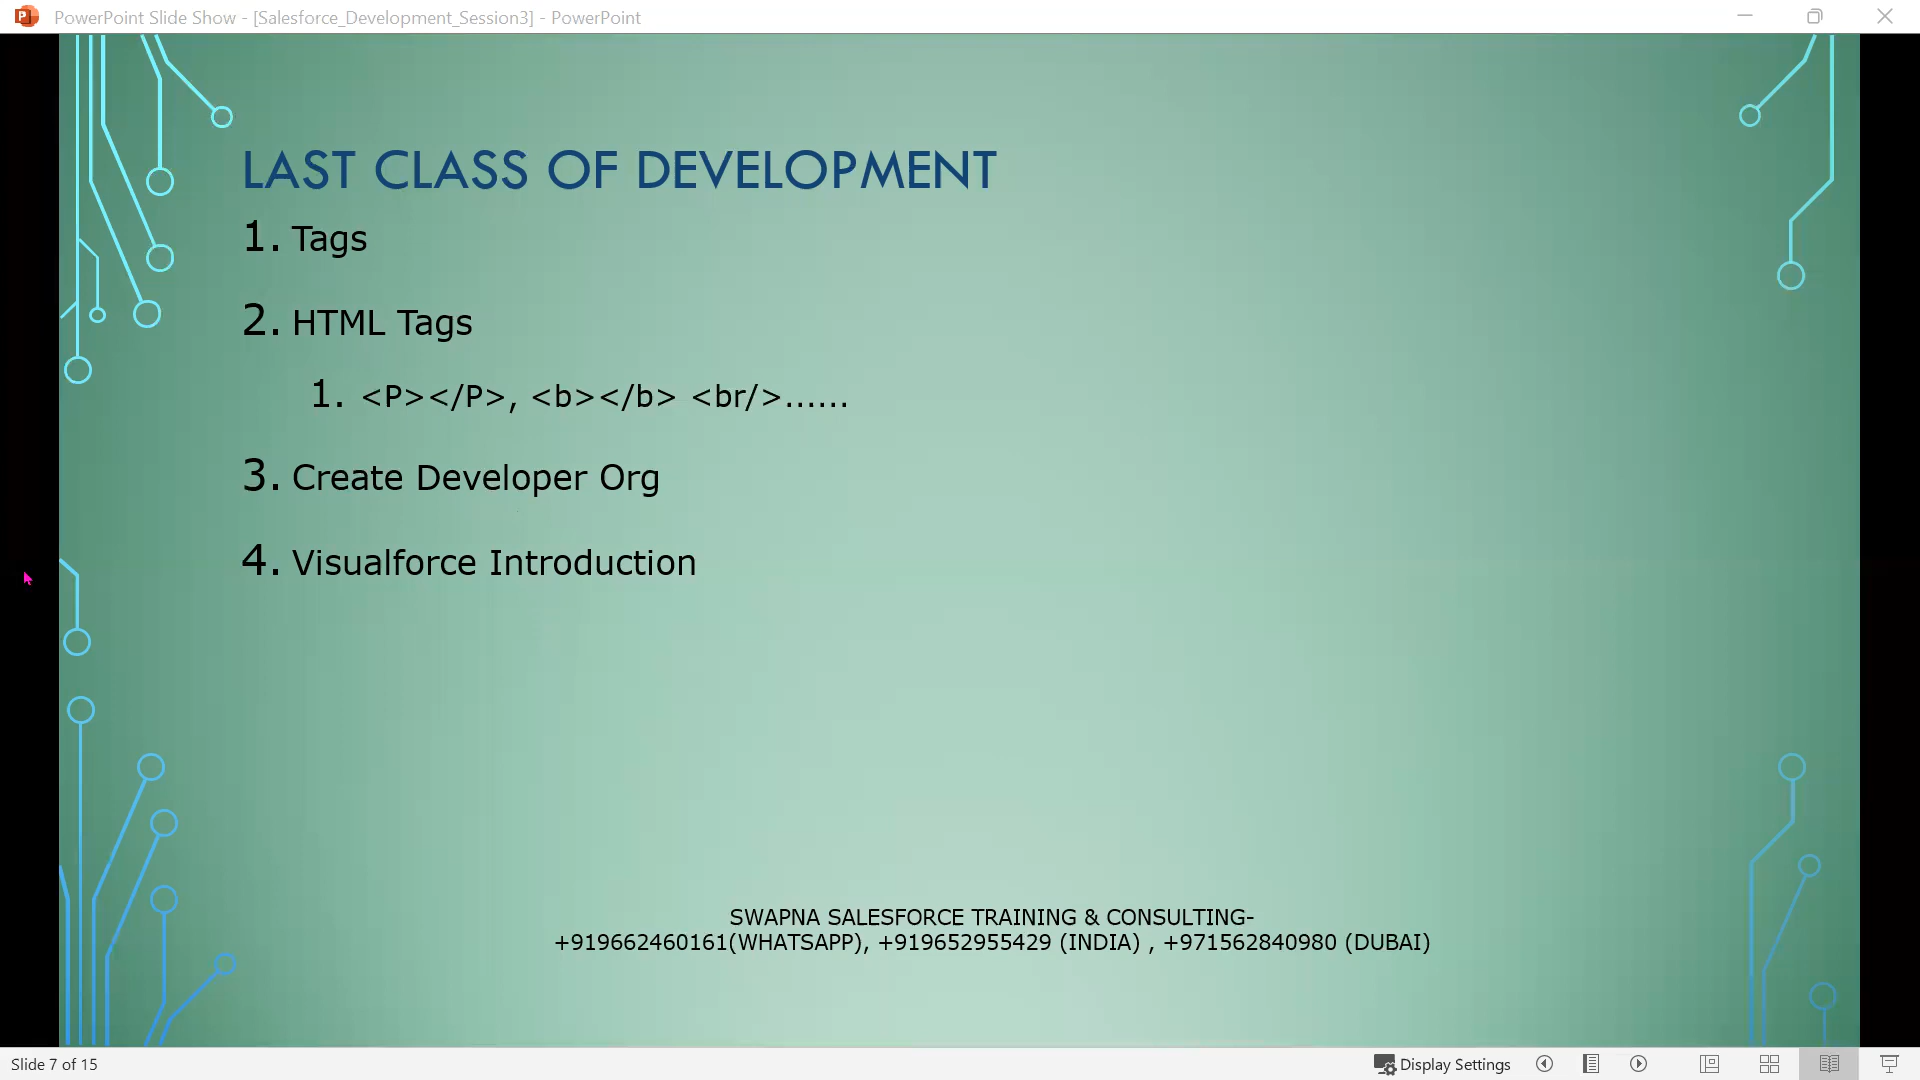 PowerPoint Slide Show - [Salesforce_Development_Session3] - PowerPoint
LAST CLASS OF DEVELOPMENT
1. Tags
2. HTML Tags
1. <P></P>, <b></b> <br/>......
3. Create Developer Org
4. Visualforce Introduction
SWAPNA SALESFORCE TRAINING & CONSULTING-
+919662460161(WHATSAPP), +919652955429 (INDIA) , +971562840980 (DUBAI)
Slide 7 of 15
Display Settings